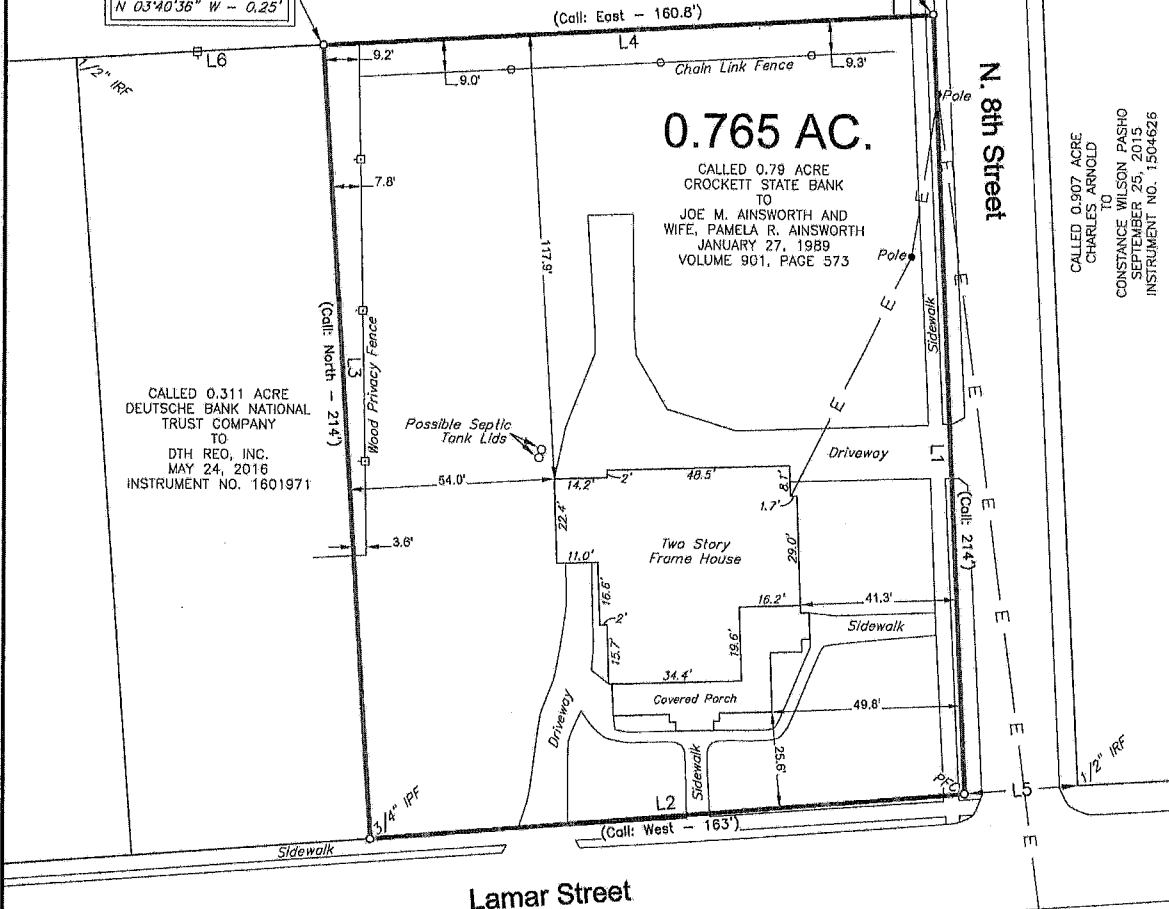 N 03°40'36" W - 0.25'
(Call: East - 160.8')
L4
L6
1/2" IRF
9.2'
9.0'
Chain Link Fence
9.3'
Pole
N. 8th Street
0.765 AC.
CALLED 0.79 ACRE
CROCKETT STATE BANK
TO
JOE M. AINSWORTH AND
WIFE, PAMELA R. AINSWORTH
JANUARY 27, 1989
VOLUME 901, PAGE 573
CALLED 0.907 ACRE
CHARLES ARNOLD
TO
CONSTANCE WILSON PASHO
SEPTEMBER 25, 2015
INSTRUMENT NO. 1504626
7.8'
117.9'
E
E
Pole
E
E
E
Sidewalk
(Call: North - 214')
L3
Wood Privacy Fence
CALLED 0.311 ACRE
DEUTSCHE BANK NATIONAL
TRUST COMPANY
TO
DTH REO, INC.
MAY 24, 2016
INSTRUMENT NO. 1601971
Possible Septic
Tank Lids
E
E
Driveway
L1
(Call: 214')
54.0'
14.2'
2'
48.5'
8.1'
1.7'
22.4'
3.6'
11.0'
Two Story
Frame House
29.0'
E
16.6'
2'
16.2'
41.3'
Sidewalk
15.7'
19.6'
E
34.4'
Covered Porch
49.8'
Driveway
Sidewalk
25.6'
E
PFC
L5
1/2" IRF
3/4" IPF
L2
(Call: West - 163')
E
Sidewalk
Lamar Street